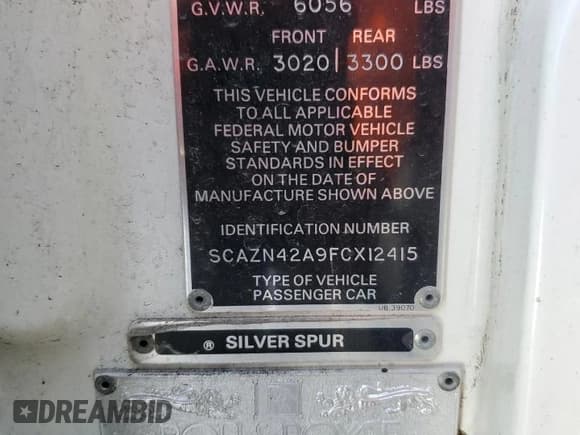 G.V.W.R. 6056 LBS
FRONT REAR
G.A.W.R. 3020 3300 LBS
THIS VEHICLE CONFORMS
TO ALL APPLICABLE
FEDERAL MOTOR VEHICLE
SAFETY AND BUMPER
STANDARDS IN EFFECT
ON THE DATE OF
MANUFACTURE SHOWN ABOVE
IDENTIFICATION NUMBER
SCAZN42A9FCX12415
TYPE OF VEHICLE
PASSENGER CAR
UB 39070
® SILVER SPUR
DREAMBID